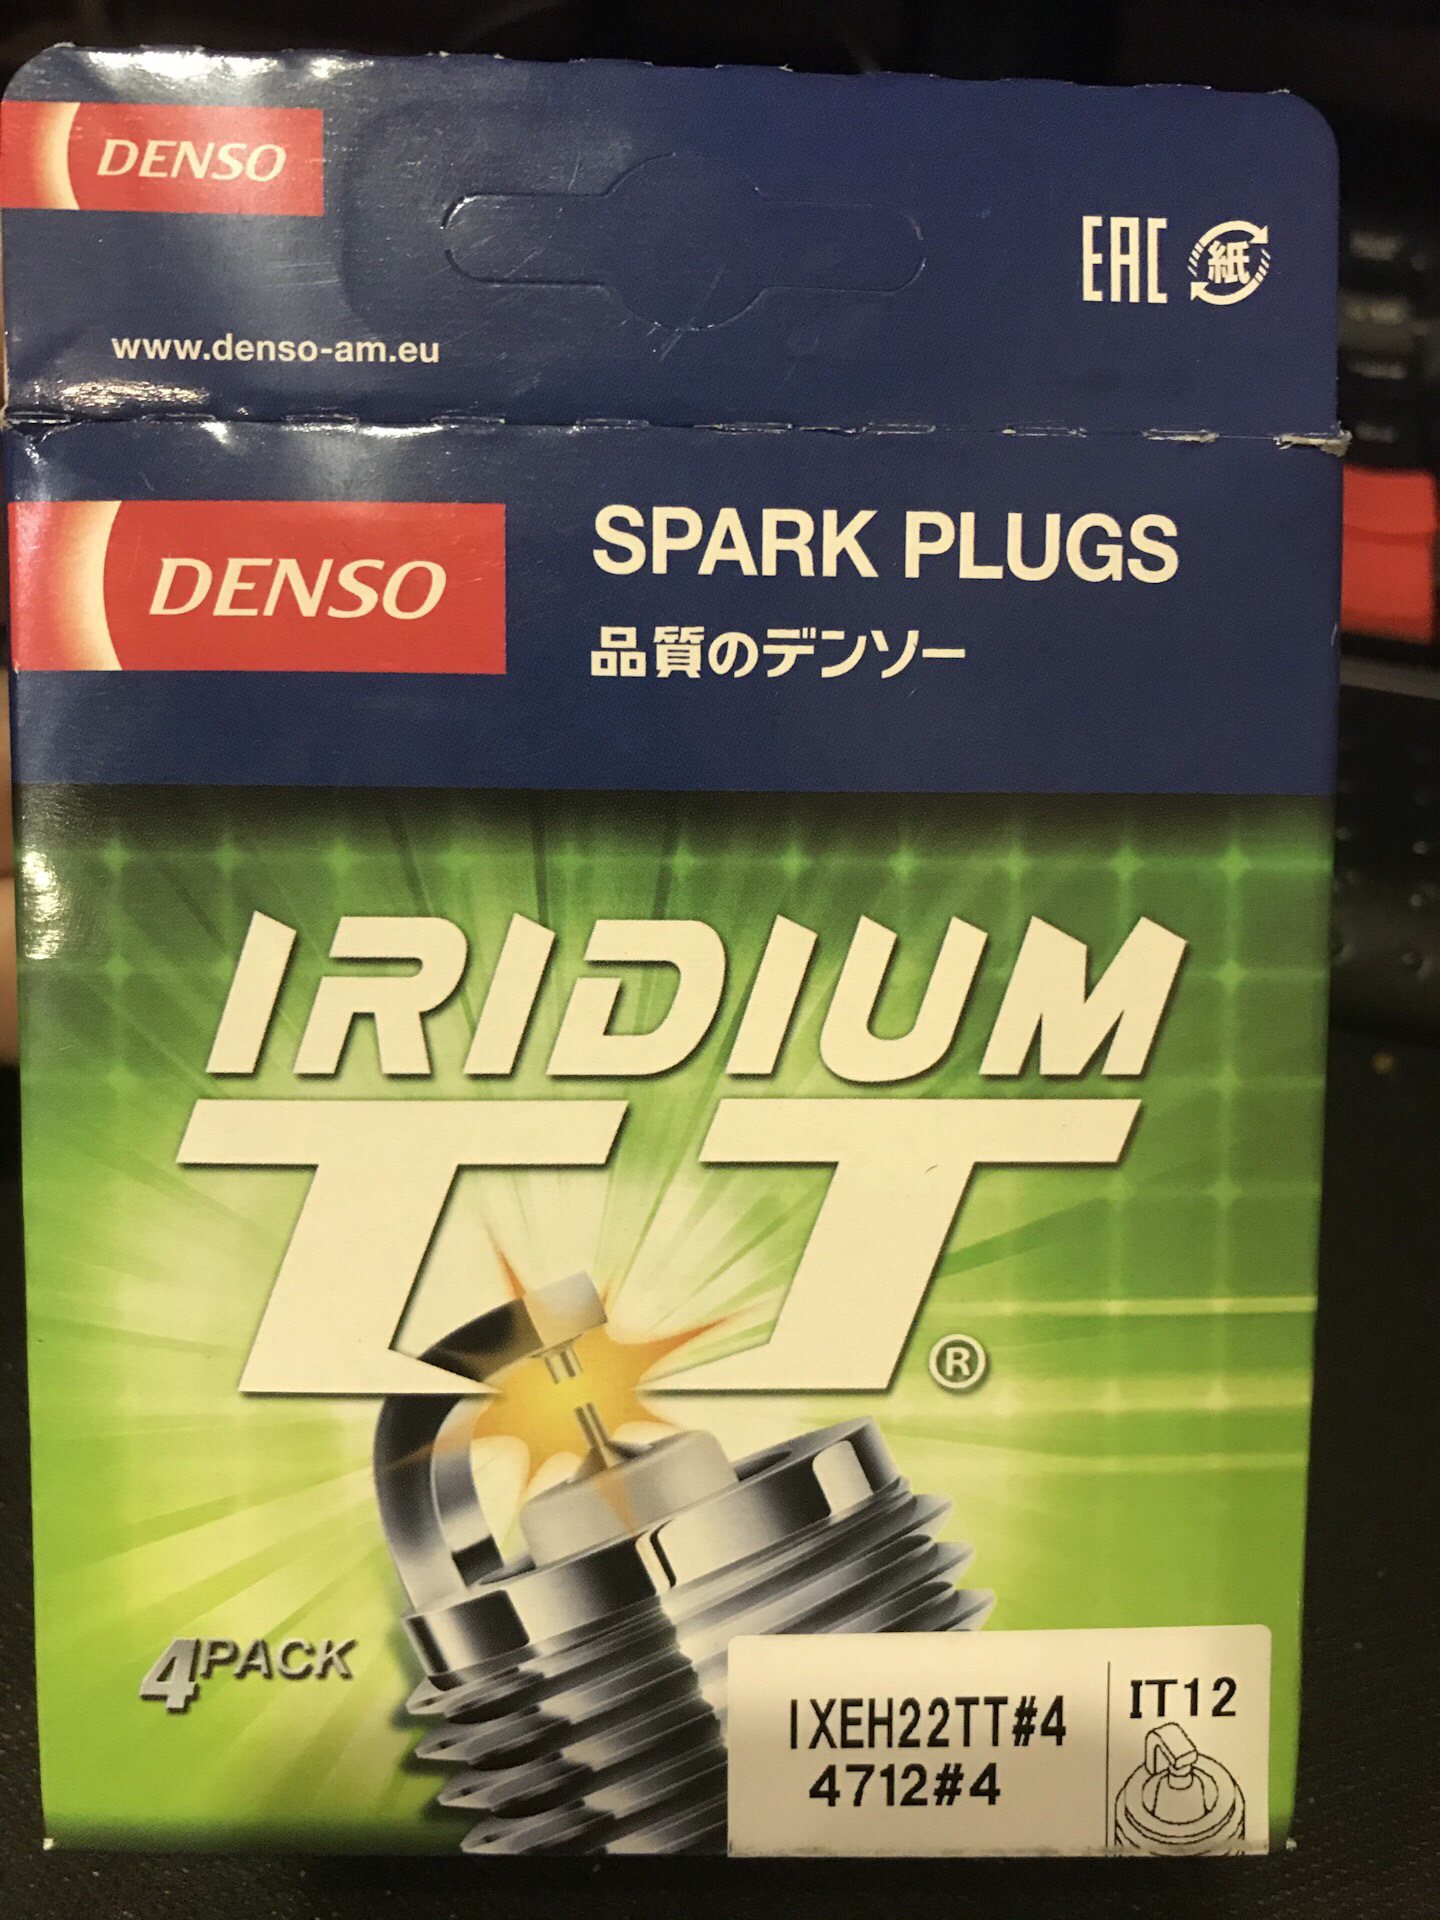 DENSO
EAC 紙
www.denso-am.eu
DENSO
SPARK PLUGS
品質のデンソー
IRIDIUM
TT®
4PACK
IXEH22TT#4
4712#4
IT12